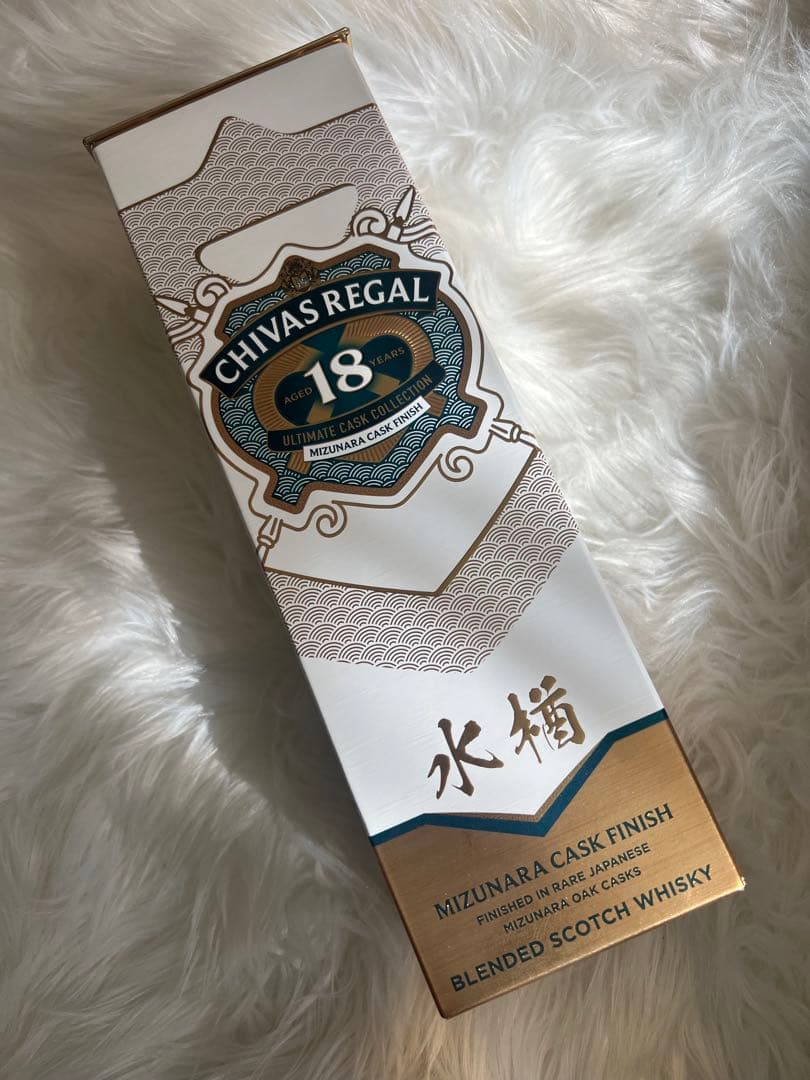 CHIVAS REGAL
AGED 18 YEARS
ULTIMATE CASK COLLECTION
MIZUNARA CASK FINISH
水楢
MIZUNARA CASK FINISH
FINISHED IN RARE JAPANESE
MIZUNARA OAK CASKS
BLENDED SCOTCH WHISKY